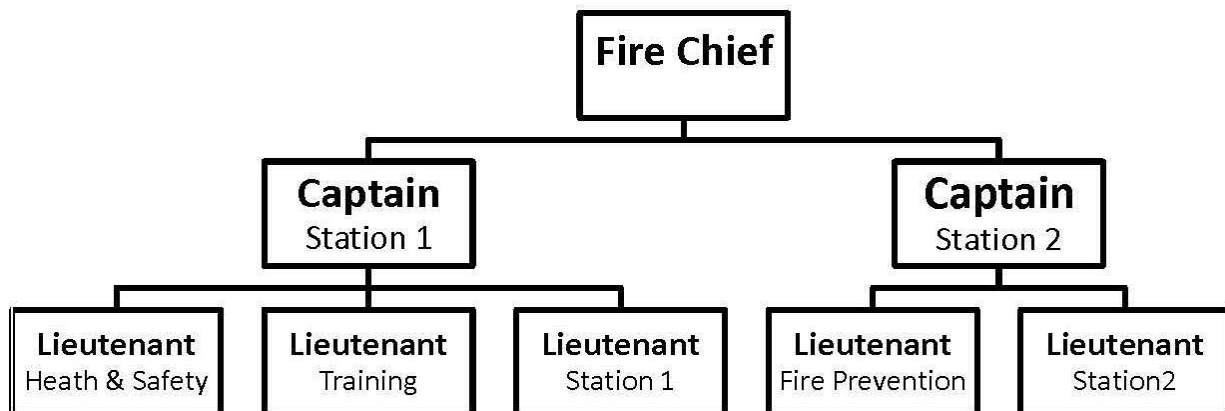 Fire Chief
Captain
Station 1
Captain
Station 2
Lieutenant
Heath & Safety
Lieutenant
Training
Lieutenant
Station 1
Lieutenant
Fire Prevention
Lieutenant
Station2